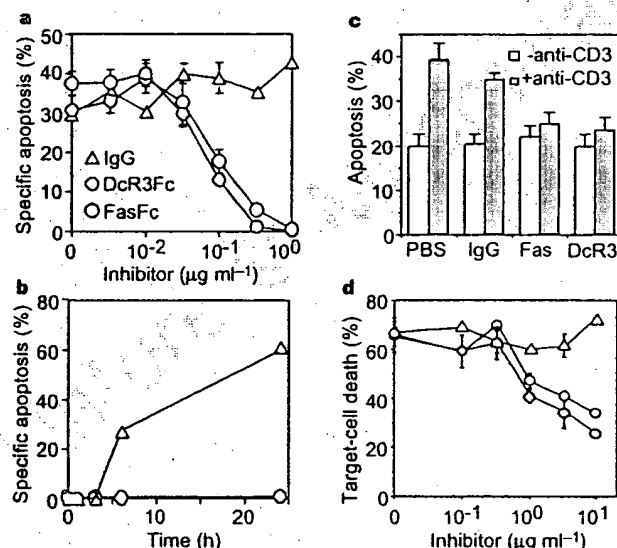 a
Specific apoptosis (%)
50
40
30
20
10
0
△ IgG
○ DcR3Fc
○ FasFc
0 10⁻² 10⁻¹ 10⁰
Inhibitor (µg ml⁻¹)
c
Apoptosis (%)
40
30
20
10
0
-anti-CD3
+anti-CD3
PBS IgG Fas DcR3
b
Specific apoptosis (%)
80
60
40
20
0
0 10 20
Time (h)
d
Target-cell death (%)
80
60
40
20
0
0 10⁻¹ 10⁰ 10¹
Inhibitor (µg ml⁻¹)